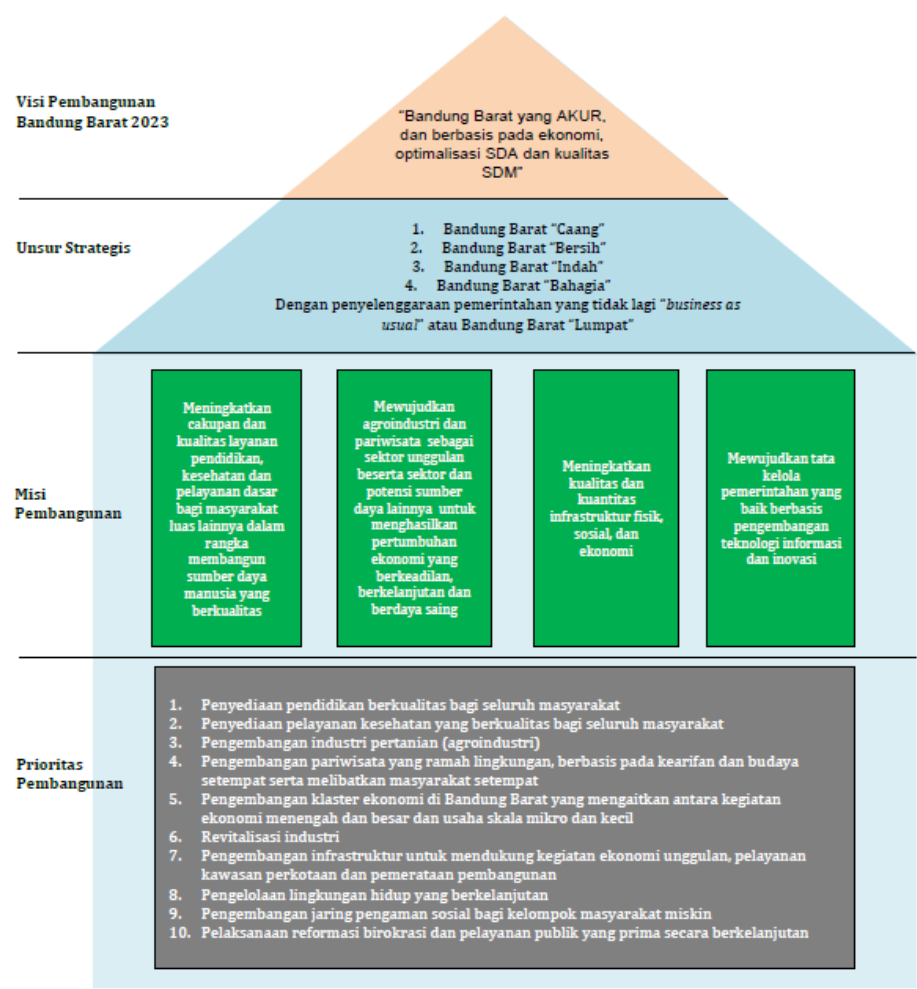 Visi Pembangunan
Bandung Barat 2023
"Bandung Barat yang AKUR,
dan berbasis pada ekonomi,
optimalisasi SDA dan kualitas
SDM"
Unsur Strategis
1. Bandung Barat "Caang"
2. Bandung Barat "Bersih"
3. Bandung Barat "Indah"
4. Bandung Barat "Bahagia"
Dengan penyelenggaraan pemerintahan yang tidak lagi "business as
usual" atau Bandung Barat "Lumpat"
Misi
Pembangunan
Meningkatkan
cakupan dan
kualitas layanan
pendidikan,
kesehatan dan
pelayanan dasar
bagi masyarakat
luas lainnya dalam
rangka
membangun
sumber daya
manusia yang
berkualitas
Mewujudkan
agroindustri dan
pariwisata sebagai
sektor unggulan
beserta sektor dan
potensi sumber
daya lainnya untuk
menghasilkan
pertumbuhan
ekonomi yang
berkeadilan,
berkelanjutan dan
berdaya saing
Meningkatkan
kualitas dan
kuantitas
infrastruktur fisik,
sosial, dan
ekonomi
Mewujudkan tata
kelola
pemerintahan yang
baik berbasis
pengembangan
teknologi informasi
dan inovasi
Prioritas
Pembangunan
1. Penyediaan pendidikan berkualitas bagi seluruh masyarakat
2. Penyediaan pelayanan kesehatan yang berkualitas bagi seluruh masyarakat
3. Pengembangan industri pertanian (agroindustri)
4. Pengembangan pariwisata yang ramah lingkungan, berbasis pada kearifan dan budaya
setempat serta melibatkan masyarakat setempat
5. Pengembangan klaster ekonomi di Bandung Barat yang mengaitkan antara kegiatan
ekonomi menengah dan besar dan usaha skala mikro dan kecil
6. Revitalisasi industri
7. Pengembangan infrastruktur untuk mendukung kegiatan ekonomi unggulan, pelayanan
kawasan perkotaan dan pemerataan pembangunan
8. Pengelolaan lingkungan hidup yang berkelanjutan
9. Pengembangan jaring pengaman sosial bagi kelompok masyarakat miskin
10. Pelaksanaan reformasi birokrasi dan pelayanan publik yang prima secara berkelanjutan